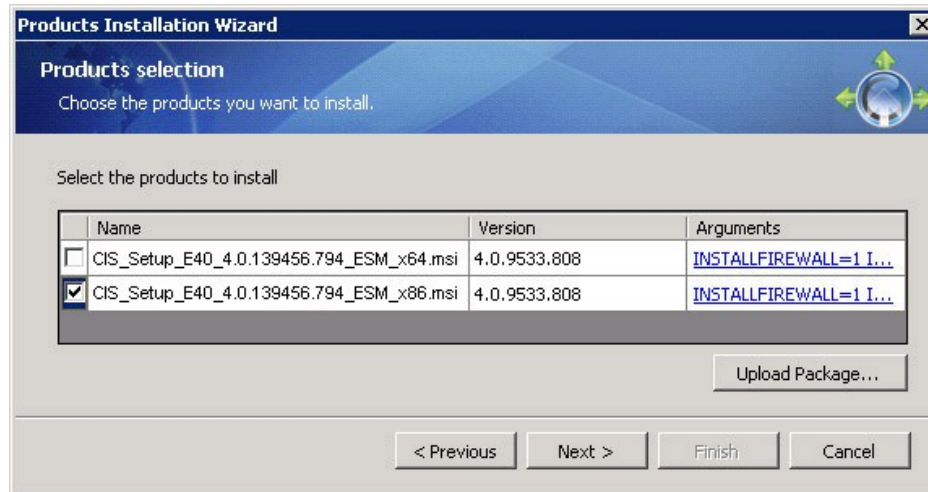 Products Installation Wizard
Products selection
Choose the products you want to install.
Select the products to install
Name Version Arguments
CIS_Setup_E40_4.0.139456.794_ESM_x64.msi 4.0.9533.808 INSTALLFIREWALL=1 I...
CIS_Setup_E40_4.0.139456.794_ESM_x86.msi 4.0.9533.808 INSTALLFIREWALL=1 I...
Upload Package...
< Previous Next > Finish Cancel